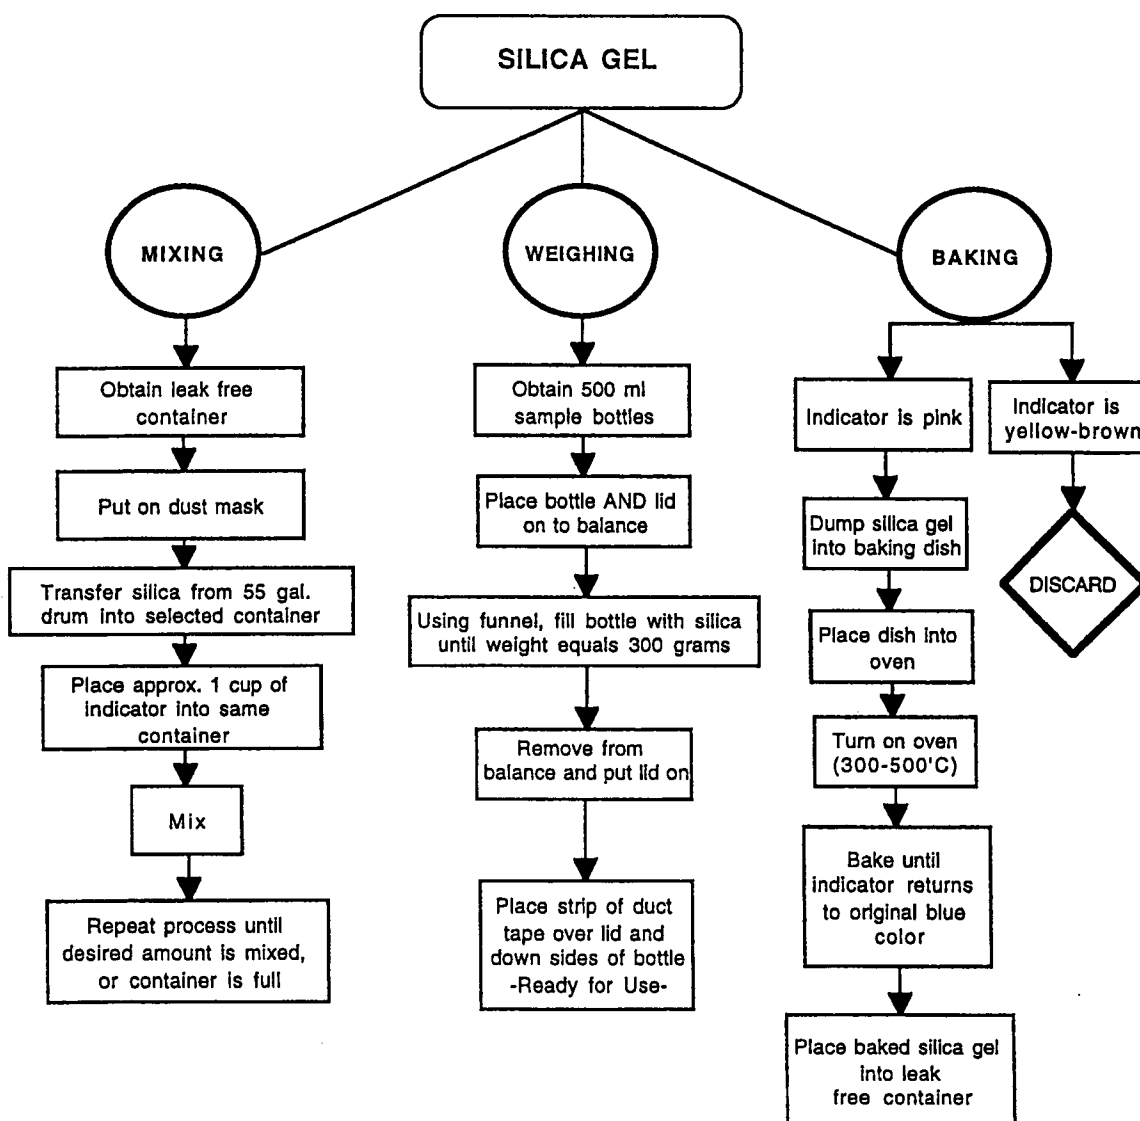 SILICA GEL
MIXING
Obtain leak free
container
Put on dust mask
Transfer silica from 55 gal.
drum into selected container
Place approx. 1 cup of
indicator into same
container
Mix
Repeat process until
desired amount is mixed,
or container is full
WEIGHING
Obtain 500 ml
sample bottles
Place bottle AND lid
on to balance
Using funnel, fill bottle with silica
until weight equals 300 grams
Remove from
balance and put lid on
Place strip of duct
tape over lid and
down sides of bottle
-Ready for Use-
BAKING
Indicator is pink
Dump silica gel
into baking dish
Place dish into
oven
Turn on oven
(300-500'C)
Bake until
indicator returns
to original blue
color
Place baked silica gel
into leak
free container
Indicator is
yellow-brown
DISCARD